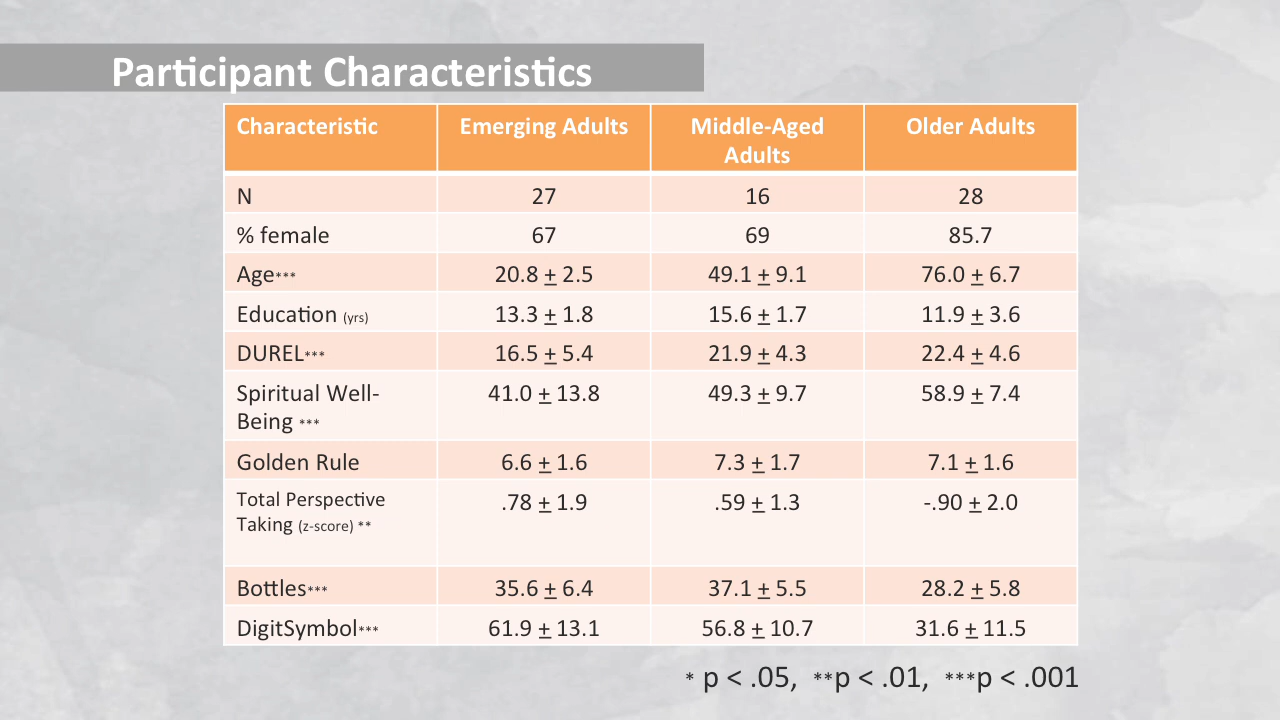 Participant Characteristics
Characteristic Emerging Adults Middle-Aged Adults Older Adults
N 27 16 28
% female 67 69 85.7
Age*** 20.8 ± 2.5 49.1 ± 9.1 76.0 ± 6.7
Education (yrs) 13.3 ± 1.8 15.6 ± 1.7 11.9 ± 3.6
DUREL*** 16.5 ± 5.4 21.9 ± 4.3 22.4 ± 4.6
Spiritual Well-Being *** 41.0 ± 13.8 49.3 ± 9.7 58.9 ± 7.4
Golden Rule 6.6 ± 1.6 7.3 ± 1.7 7.1 ± 1.6
Total Perspective Taking (z-score) ** .78 ± 1.9 .59 ± 1.3 -.90 ± 2.0
Bottles*** 35.6 ± 6.4 37.1 ± 5.5 28.2 ± 5.8
DigitSymbol*** 61.9 ± 13.1 56.8 ± 10.7 31.6 ± 11.5
* p < .05, **p < .01, ***p < .001